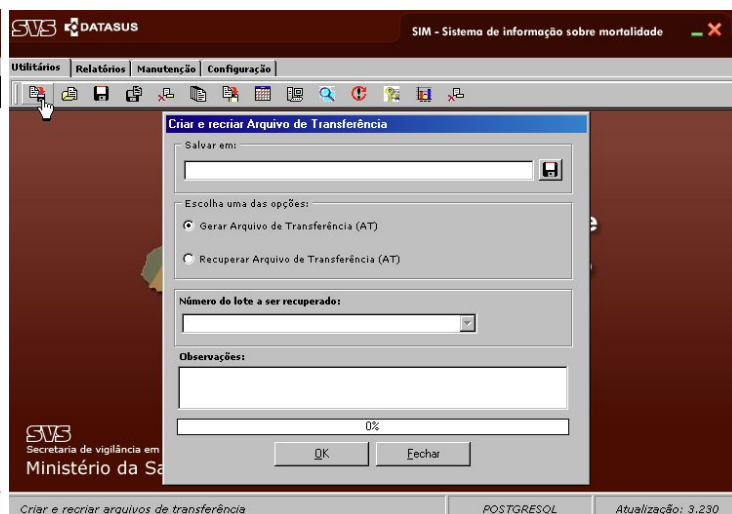 SVS DATASUS SIM - Sistema de informação sobre mortalidade
Utilitários Relatórios Manutenção Configuração
Criar e recriar Arquivo de Transferência
Salvar em:
Escolha uma das opções:
Gerar Arquivo de Transferência (AT)
Recuperar Arquivo de Transferência (AT)
Número do lote a ser recuperado:
Observações:
0%
OK Fechar
SVS
Secretaria de vigilância em
Ministério da Sa
Criar e recriar arquivos de transferência POSTGRESQL Atualização: 3.230